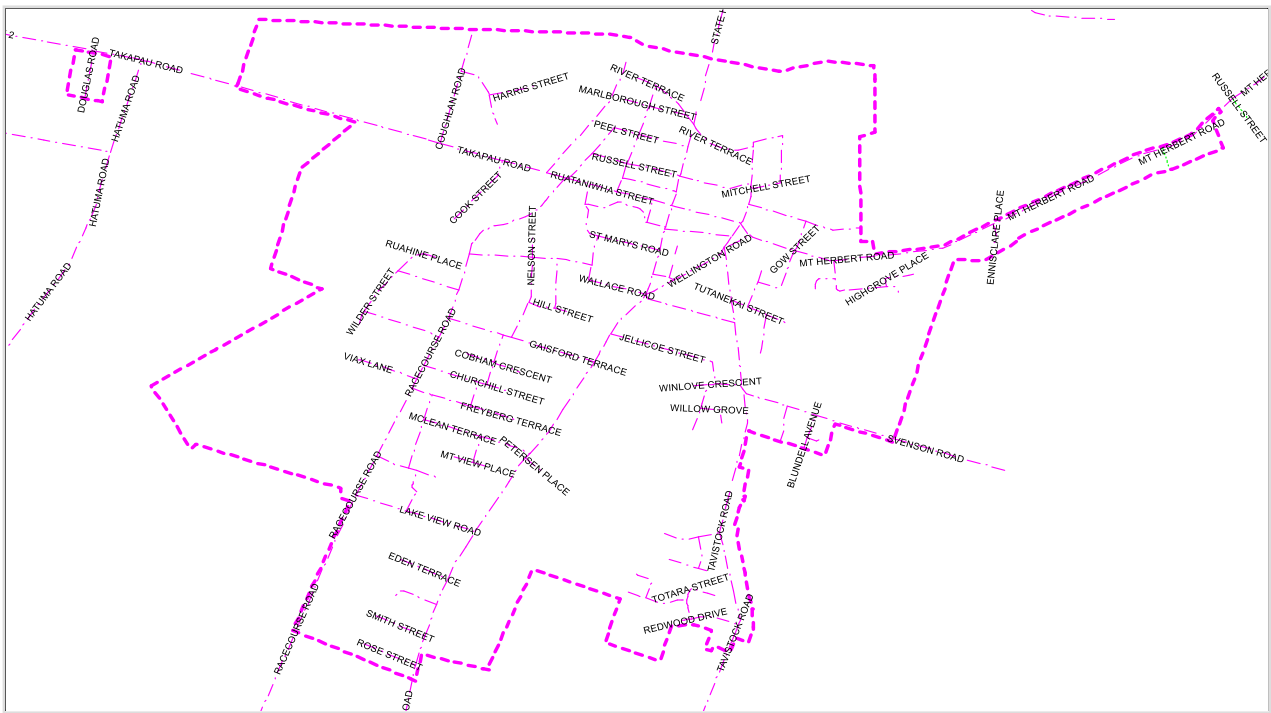 2
DOUGLAS ROAD
TAKAPAU ROAD
HATUMA ROAD
HATUMA ROAD
HATUMA ROAD
COUGHLAN ROAD
HARRIS STREET
RIVER TERRACE
MARLBOROUGH STREET
STATE
PEEL STREET
RIVER TERRACE
RUSSELL STREET
MT HERBERT ROAD
MT HER
TAKAPAU ROAD
RUSSELL STREET
RUATANIWHA STREET
MITCHELL STREET
COOK STREET
MT HERBERT ROAD
ENNISCLARE PLACE
NELSON STREET
RUAHINE PLACE
ST MARYS ROAD
WELLINGTON ROAD
GOW STREET
MT HERBERT ROAD
HIGHGROVE PLACE
WILDER STREET
WALLACE ROAD
TUTANEKAI STREET
HILL STREET
RACECOURSE ROAD
GAISFORD TERRACE
JELLICOE STREET
VIAX LANE
COBHAM CRESCENT
CHURCHILL STREET
WINLOVE CRESCENT
WILLOW GROVE
FREYBERG TERRACE
MCLEAN TERRACE
PETERSEN PLACE
MT VIEW PLACE
BLUNDELL AVENUE
SVENSON ROAD
RACECOURSE ROAD
LAKE VIEW ROAD
TAVISTOCK ROAD
EDEN TERRACE
TOTARA STREET
REDWOOD DRIVE
RACECOURSE ROAD
SMITH STREET
ROSE STREET
TAVISTOCK ROAD
OAD